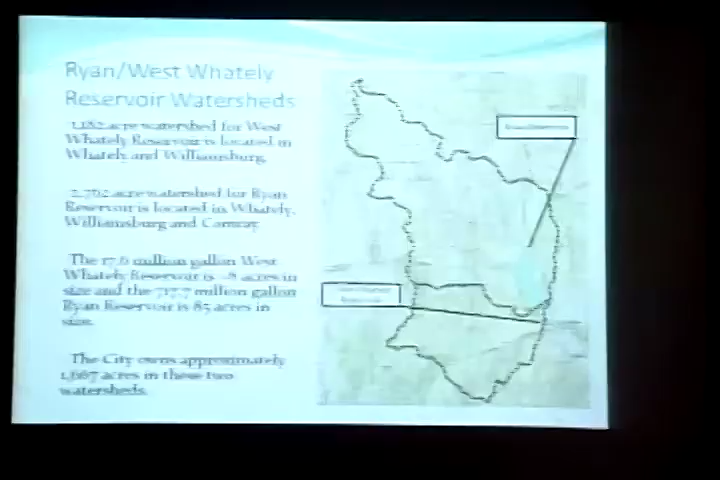 Ryan/West Whately
Reservoir Watersheds
acre watershed for West
Whately Reservoir is located in
Whately and Williamsburg
acre watershed for Ryan
Reservoir is located in Whately,
Williamsburg and Conway
The 17.6 million gallon West
Whately Reservoir is acres in
size and the million gallon
Ryan Reservoir is 85 acres in
size.
The City owns approximately
acres in these two
watersheds.